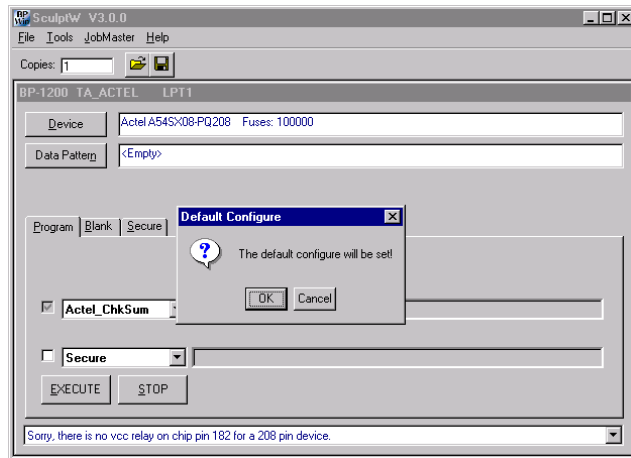 BP Win SculptW V3.0.0
File Tools JobMaster Help
Copies: 1
BP-1200 TA_ACTEL LPT1
Device Actel A54SX08-PQ208 Fuses: 100000
Data Pattern <Empty>
Default Configure
Program Blank Secure
? The default configure will be set!
OK Cancel
Actel_ChkSum
Secure
EXECUTE STOP
Sorry, there is no vcc relay on chip pin 182 for a 208 pin device.